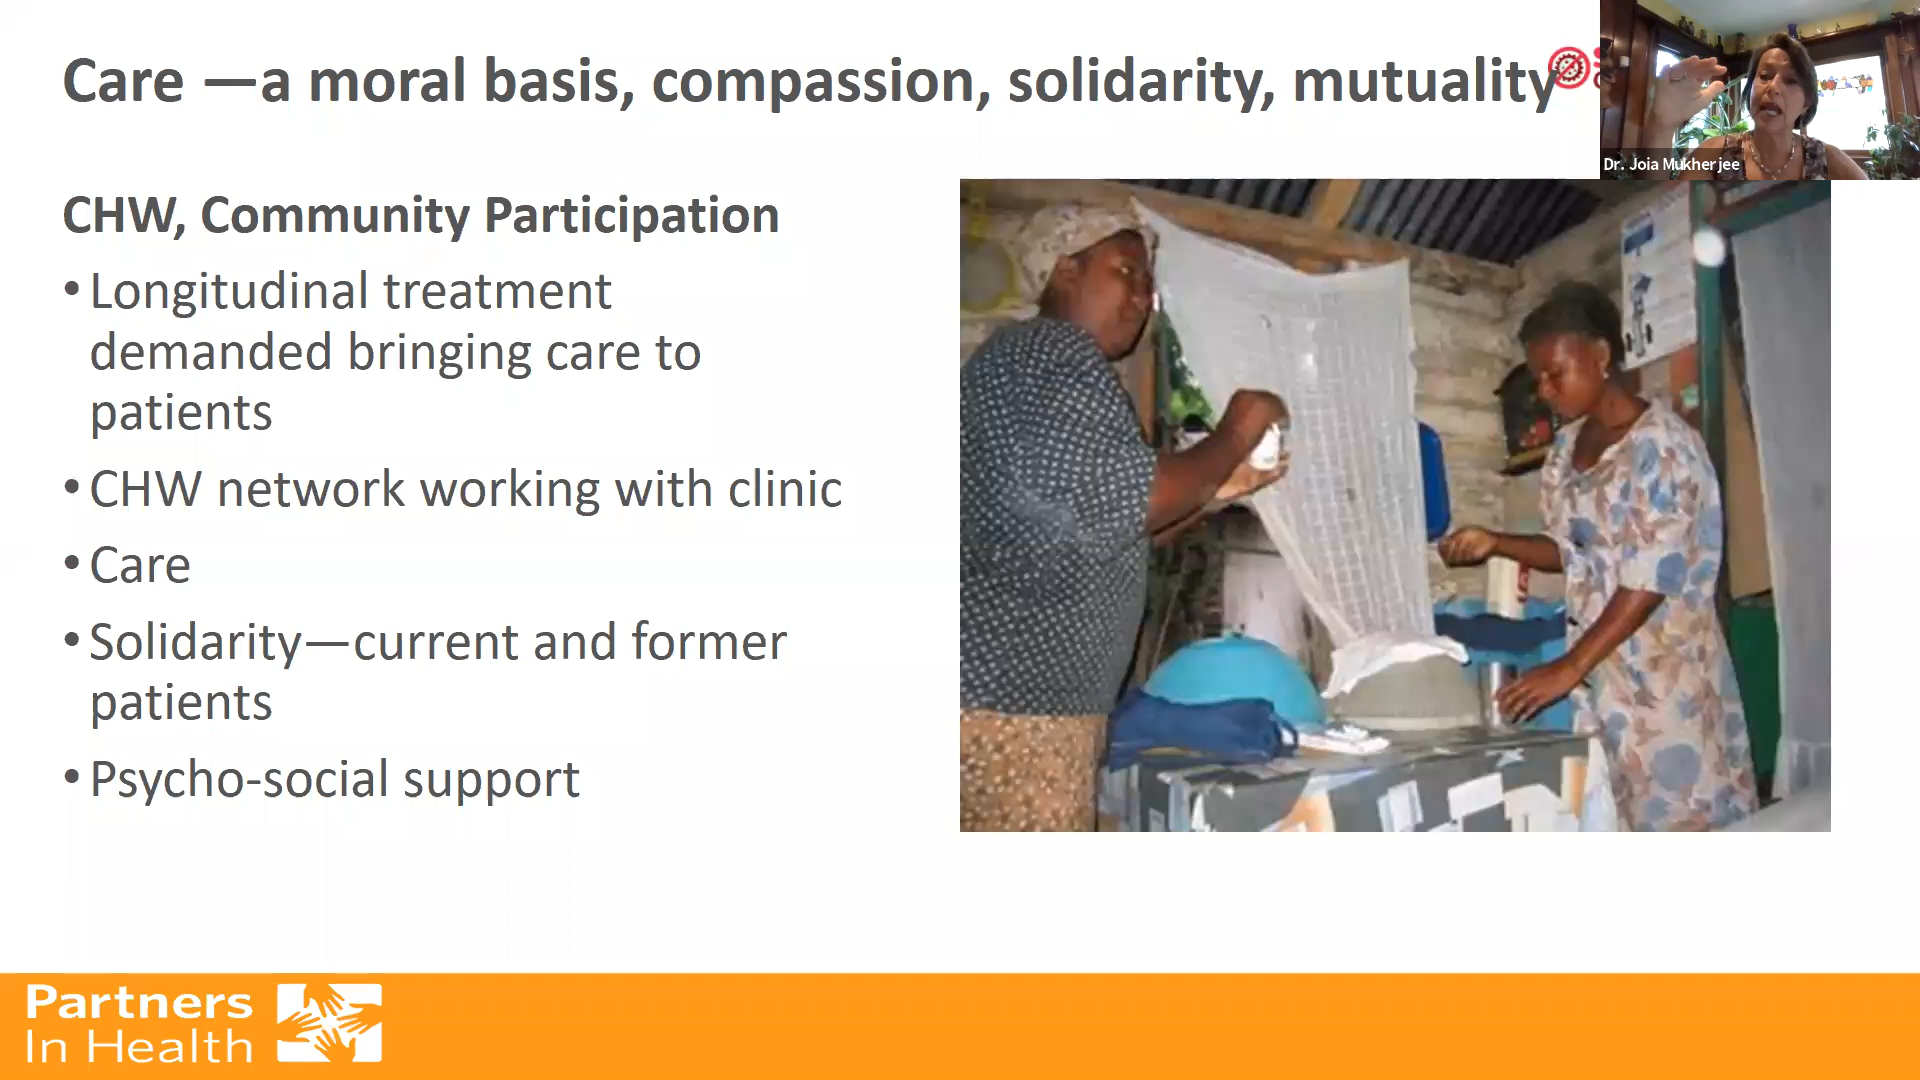 Care —a moral basis, compassion, solidarity, mutuality
Dr. Joia Mukherjee
CHW, Community Participation
• Longitudinal treatment
demanded bringing care to
patients
• CHW network working with clinic
• Care
• Solidarity—current and former
patients
• Psycho-social support
Partners
In Health